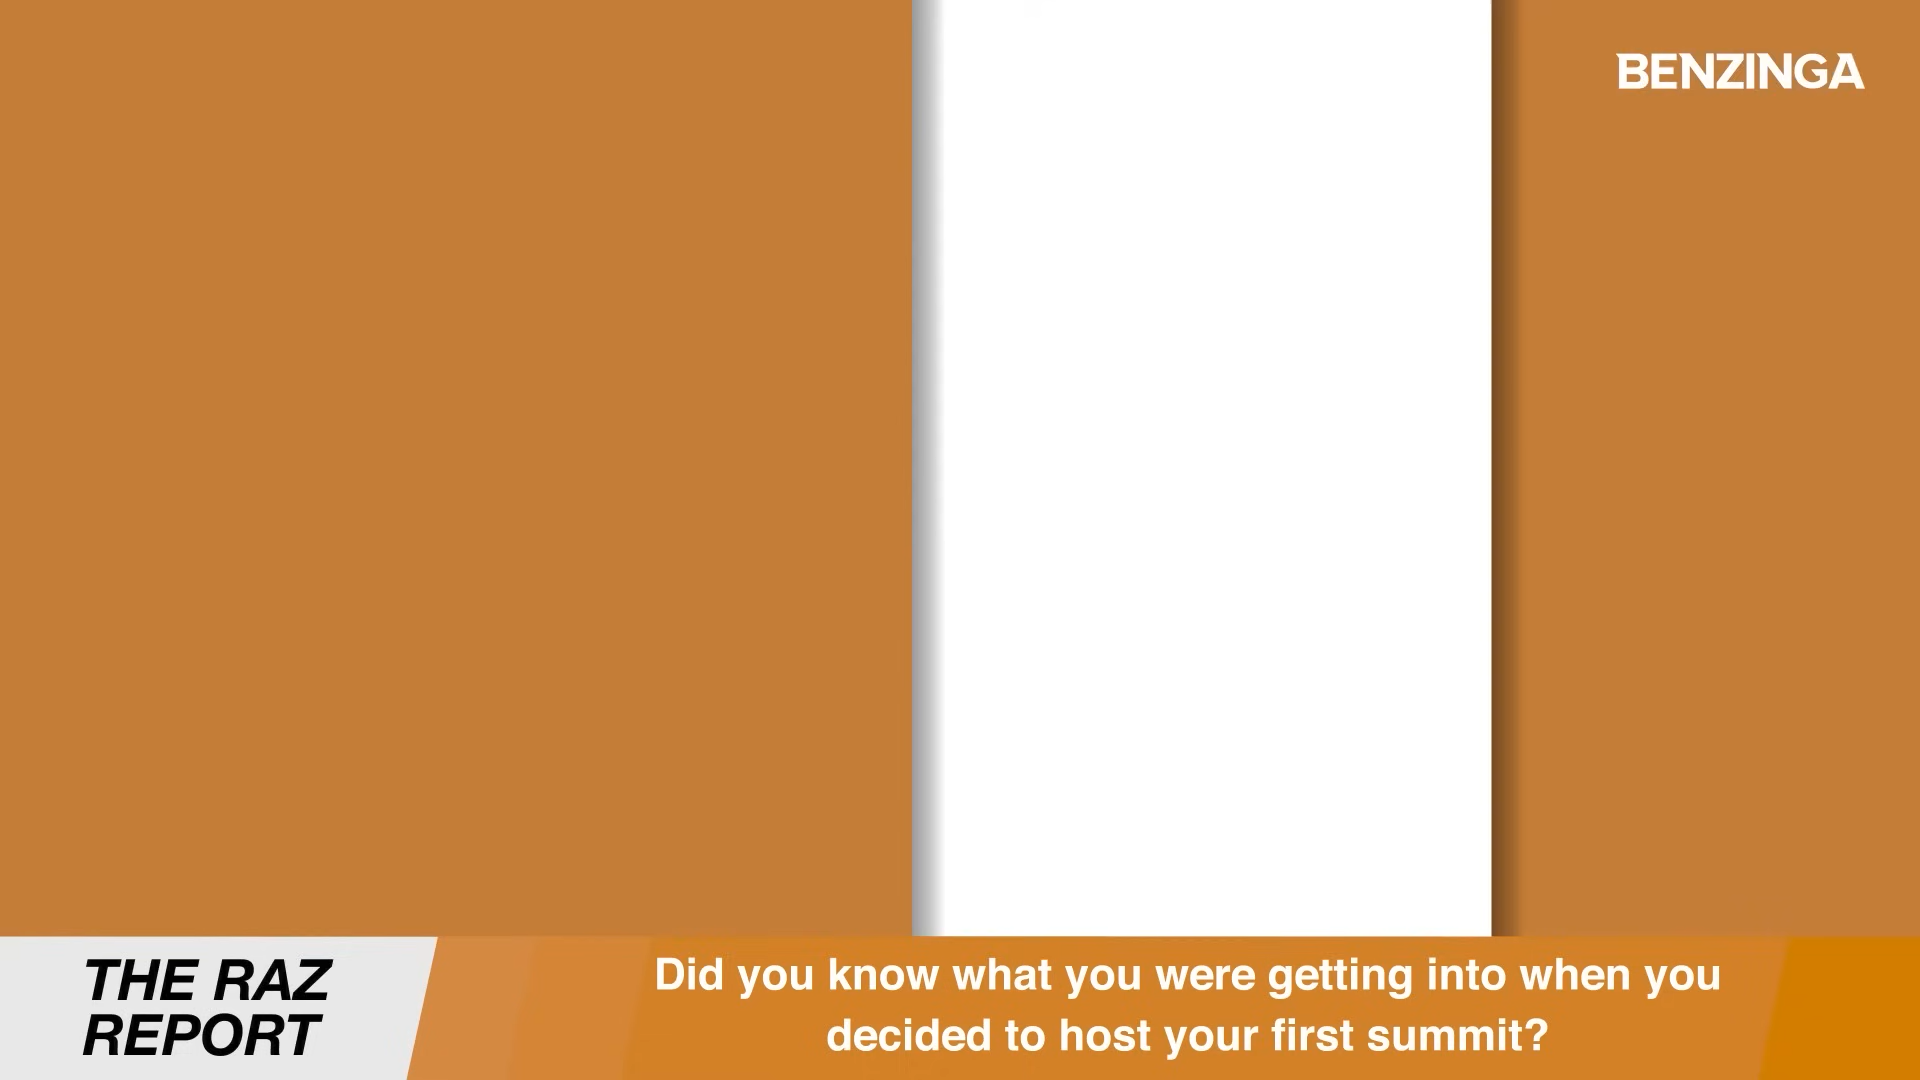 BENZINGA
THE RAZ
REPORT
Did you know what you were getting into when you
decided to host your first summit?